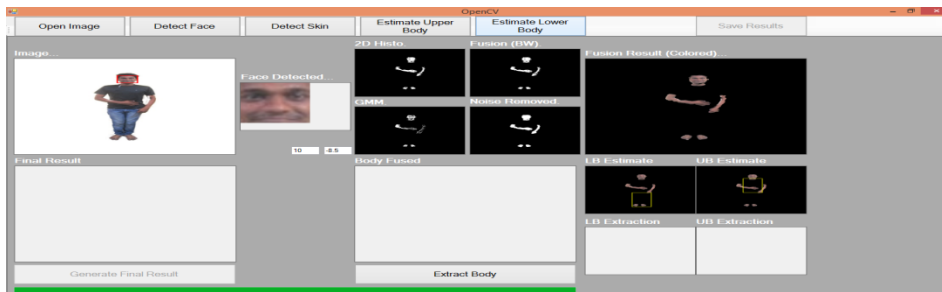 OpenCV
Open Image
Detect Face
Detect Skin
Estimate Upper
Body
Estimate Lower
Body
Save Results
Image...
Face Detected...
2D Histo.
Fusion (BW).
Fusion Result (Colored)...
GMM
Noise Removed.
10
-8.5
Final Result
Body Fused
LB Estimate
UB Estimate
LB Extraction
UB Extraction
Generate Final Result
Extract Body